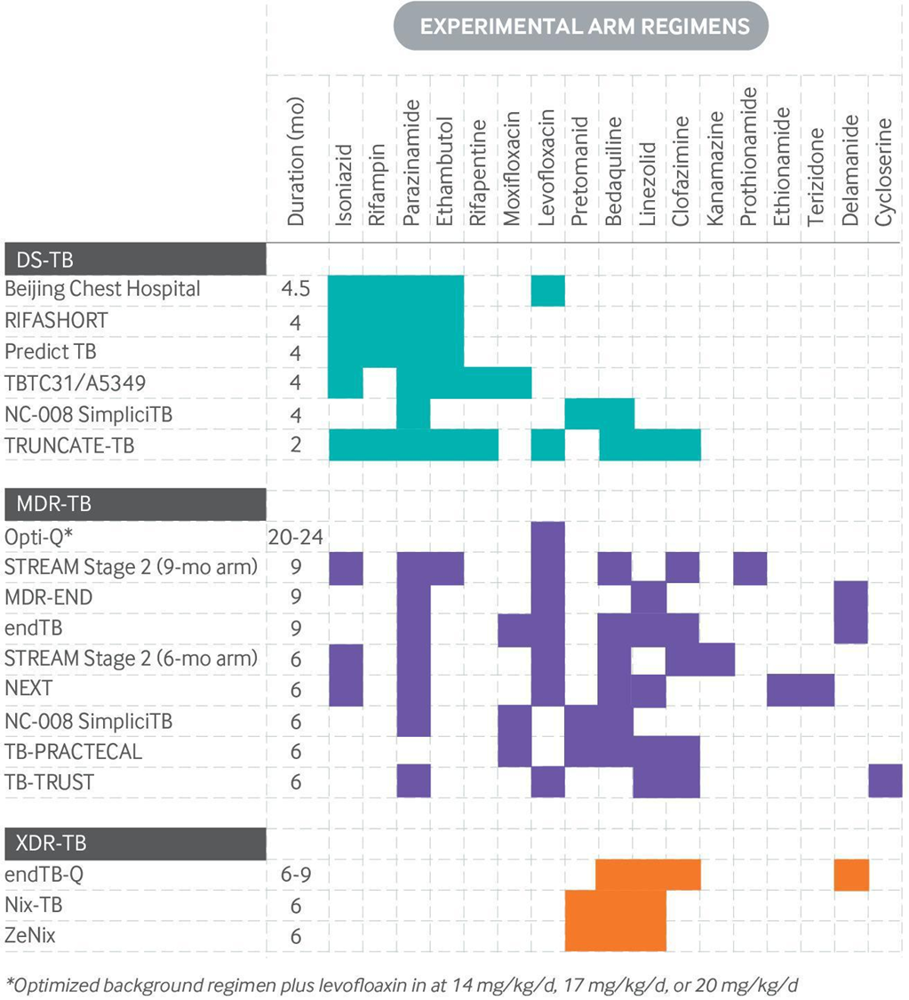 EXPERIMENTAL ARM REGIMENS
Duration (mo)
Isoniazid
Rifampin
Parazinamide
Ethambutol
Rifapentine
Moxifloxacin
Levofloxacin
Pretomanid
Bedaquiline
Linezolid
Clofazimine
Kanamazine
Prothionamide
Ethionamide
Terizidone
Delamanide
Cycloserine
DS-TB
Beijing Chest Hospital 4.5
RIFASHORT 4
Predict TB 4
TBTC31/A5349 4
NC-008 SimpliciTB 4
TRUNCATE-TB 2
MDR-TB
Opti-Q* 20-24
STREAM Stage 2 (9-mo arm) 9
MDR-END 9
endTB 9
STREAM Stage 2 (6-mo arm) 6
NEXT 6
NC-008 SimpliciTB 6
TB-PRACTECAL 6
TB-TRUST 6
XDR-TB
endTB-Q 6-9
Nix-TB 6
ZeNix 6
*Optimized background regimen plus levofloaxin in at 14 mg/kg/d, 17 mg/kg/d, or 20 mg/kg/d